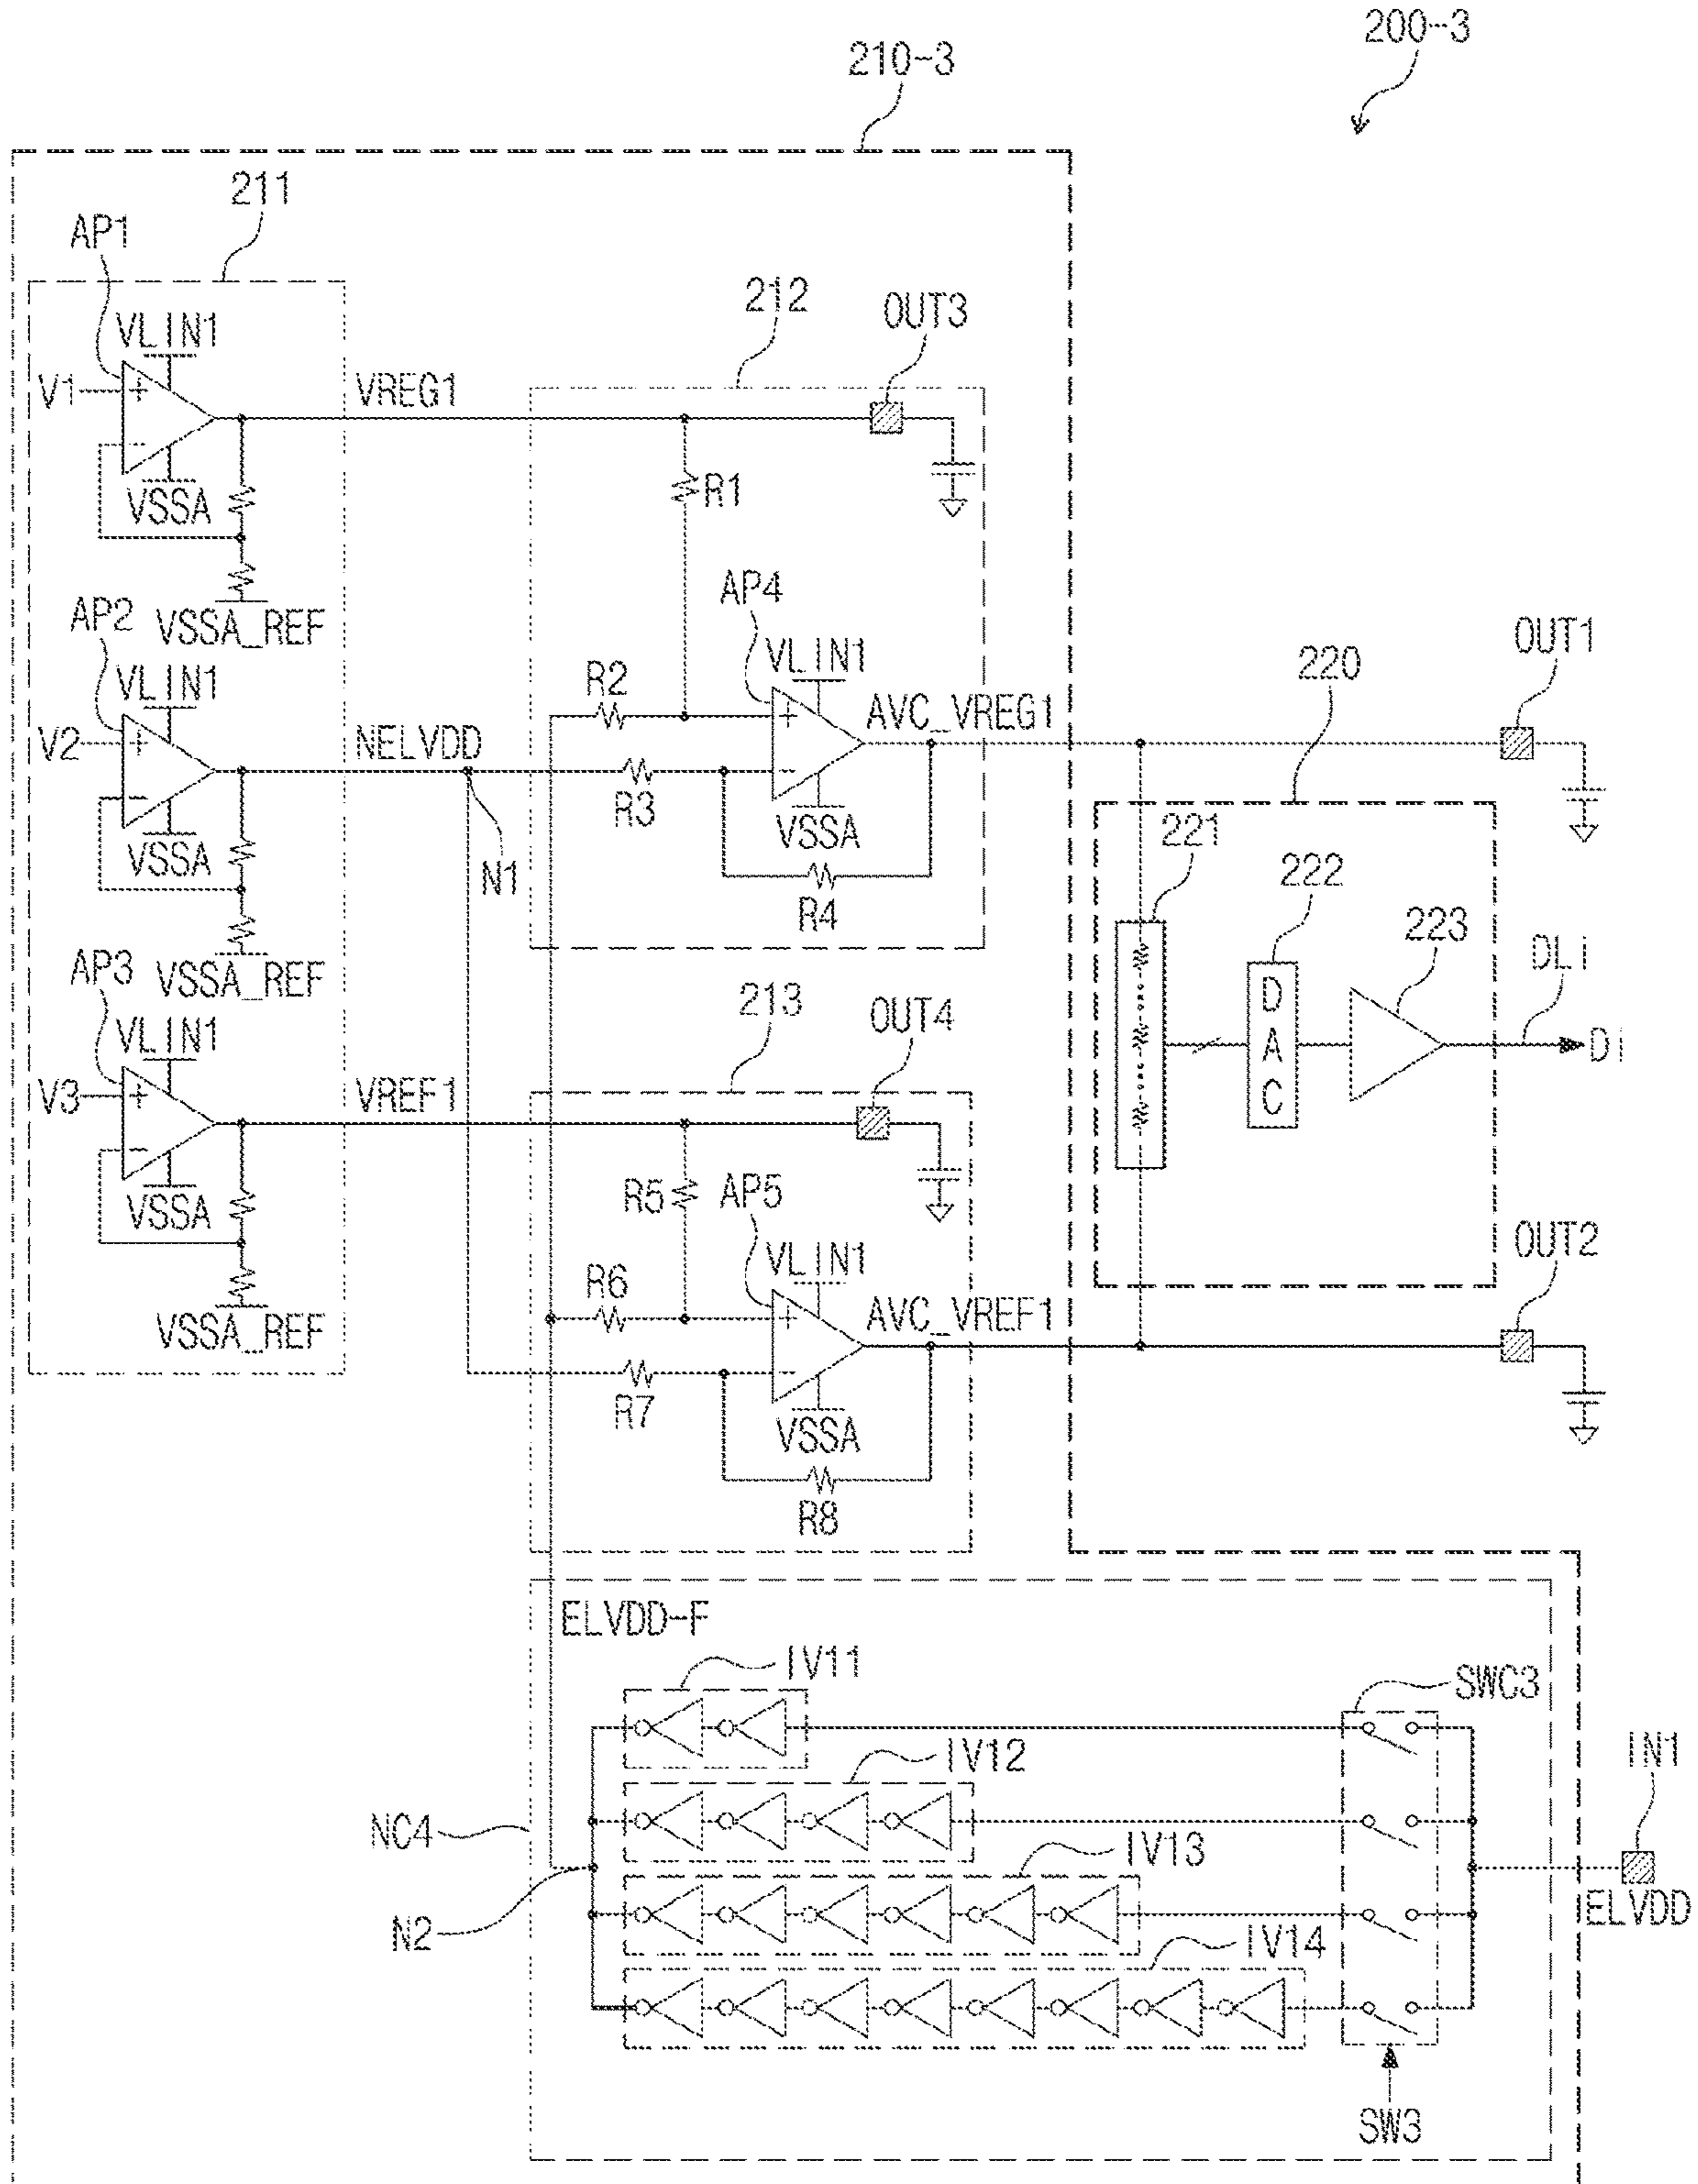 200-3
210-3
211
AP1
212
OUT3
VLIN1
V1
+
VREG1
−
VSSA
R1
VSSA_REF
AP2
AP4
VLIN1
VLIN1
R2
OUT1
220
V2
+
NELVDD
+
AVC_VREG1
−
R3
−
VSSA
VSSA
221
N1
222
R4
223
VSSA_REF
AP3
DLi
213
OUT4
D
A
C
Di
VLIN1
V3
+
VREF1
−
VSSA
R5
AP5
OUT2
VLIN1
R6
VSSA_REF
+
AVC_VREF1
R7
−
VSSA
R8
ELVDD-F
IV11
SWC3
IV12
IN1
NC4
IV13
ELVDD
N2
IV14
SW3